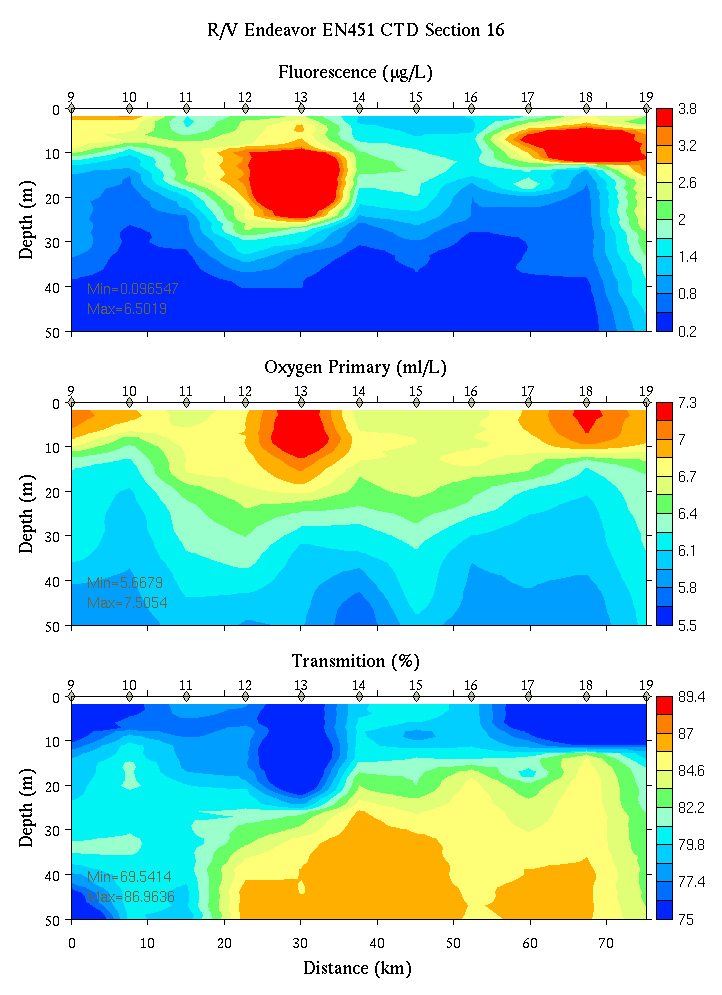 R/V Endeavor EN451 CTD Section 16
Fluorescence (µg/L)
9 10 11 12 13 14 15 16 17 18 19
0
10
20
30
40
50
Depth (m)
Min=0.096547
Max=6.5019
3.8
3.2
2.6
2
1.4
0.8
0.2
Oxygen Primary (ml/L)
9 10 11 12 13 14 15 16 17 18 19
0
10
20
30
40
50
Depth (m)
Min=5.6679
Max=7.5054
7.3
7
6.7
6.4
6.1
5.8
5.5
Transmition (%)
9 10 11 12 13 14 15 16 17 18 19
0
10
20
30
40
50
Depth (m)
Min=69.5414
Max=86.9636
89.4
87
84.6
82.2
79.8
77.4
75
0 10 20 30 40 50 60 70
Distance (km)